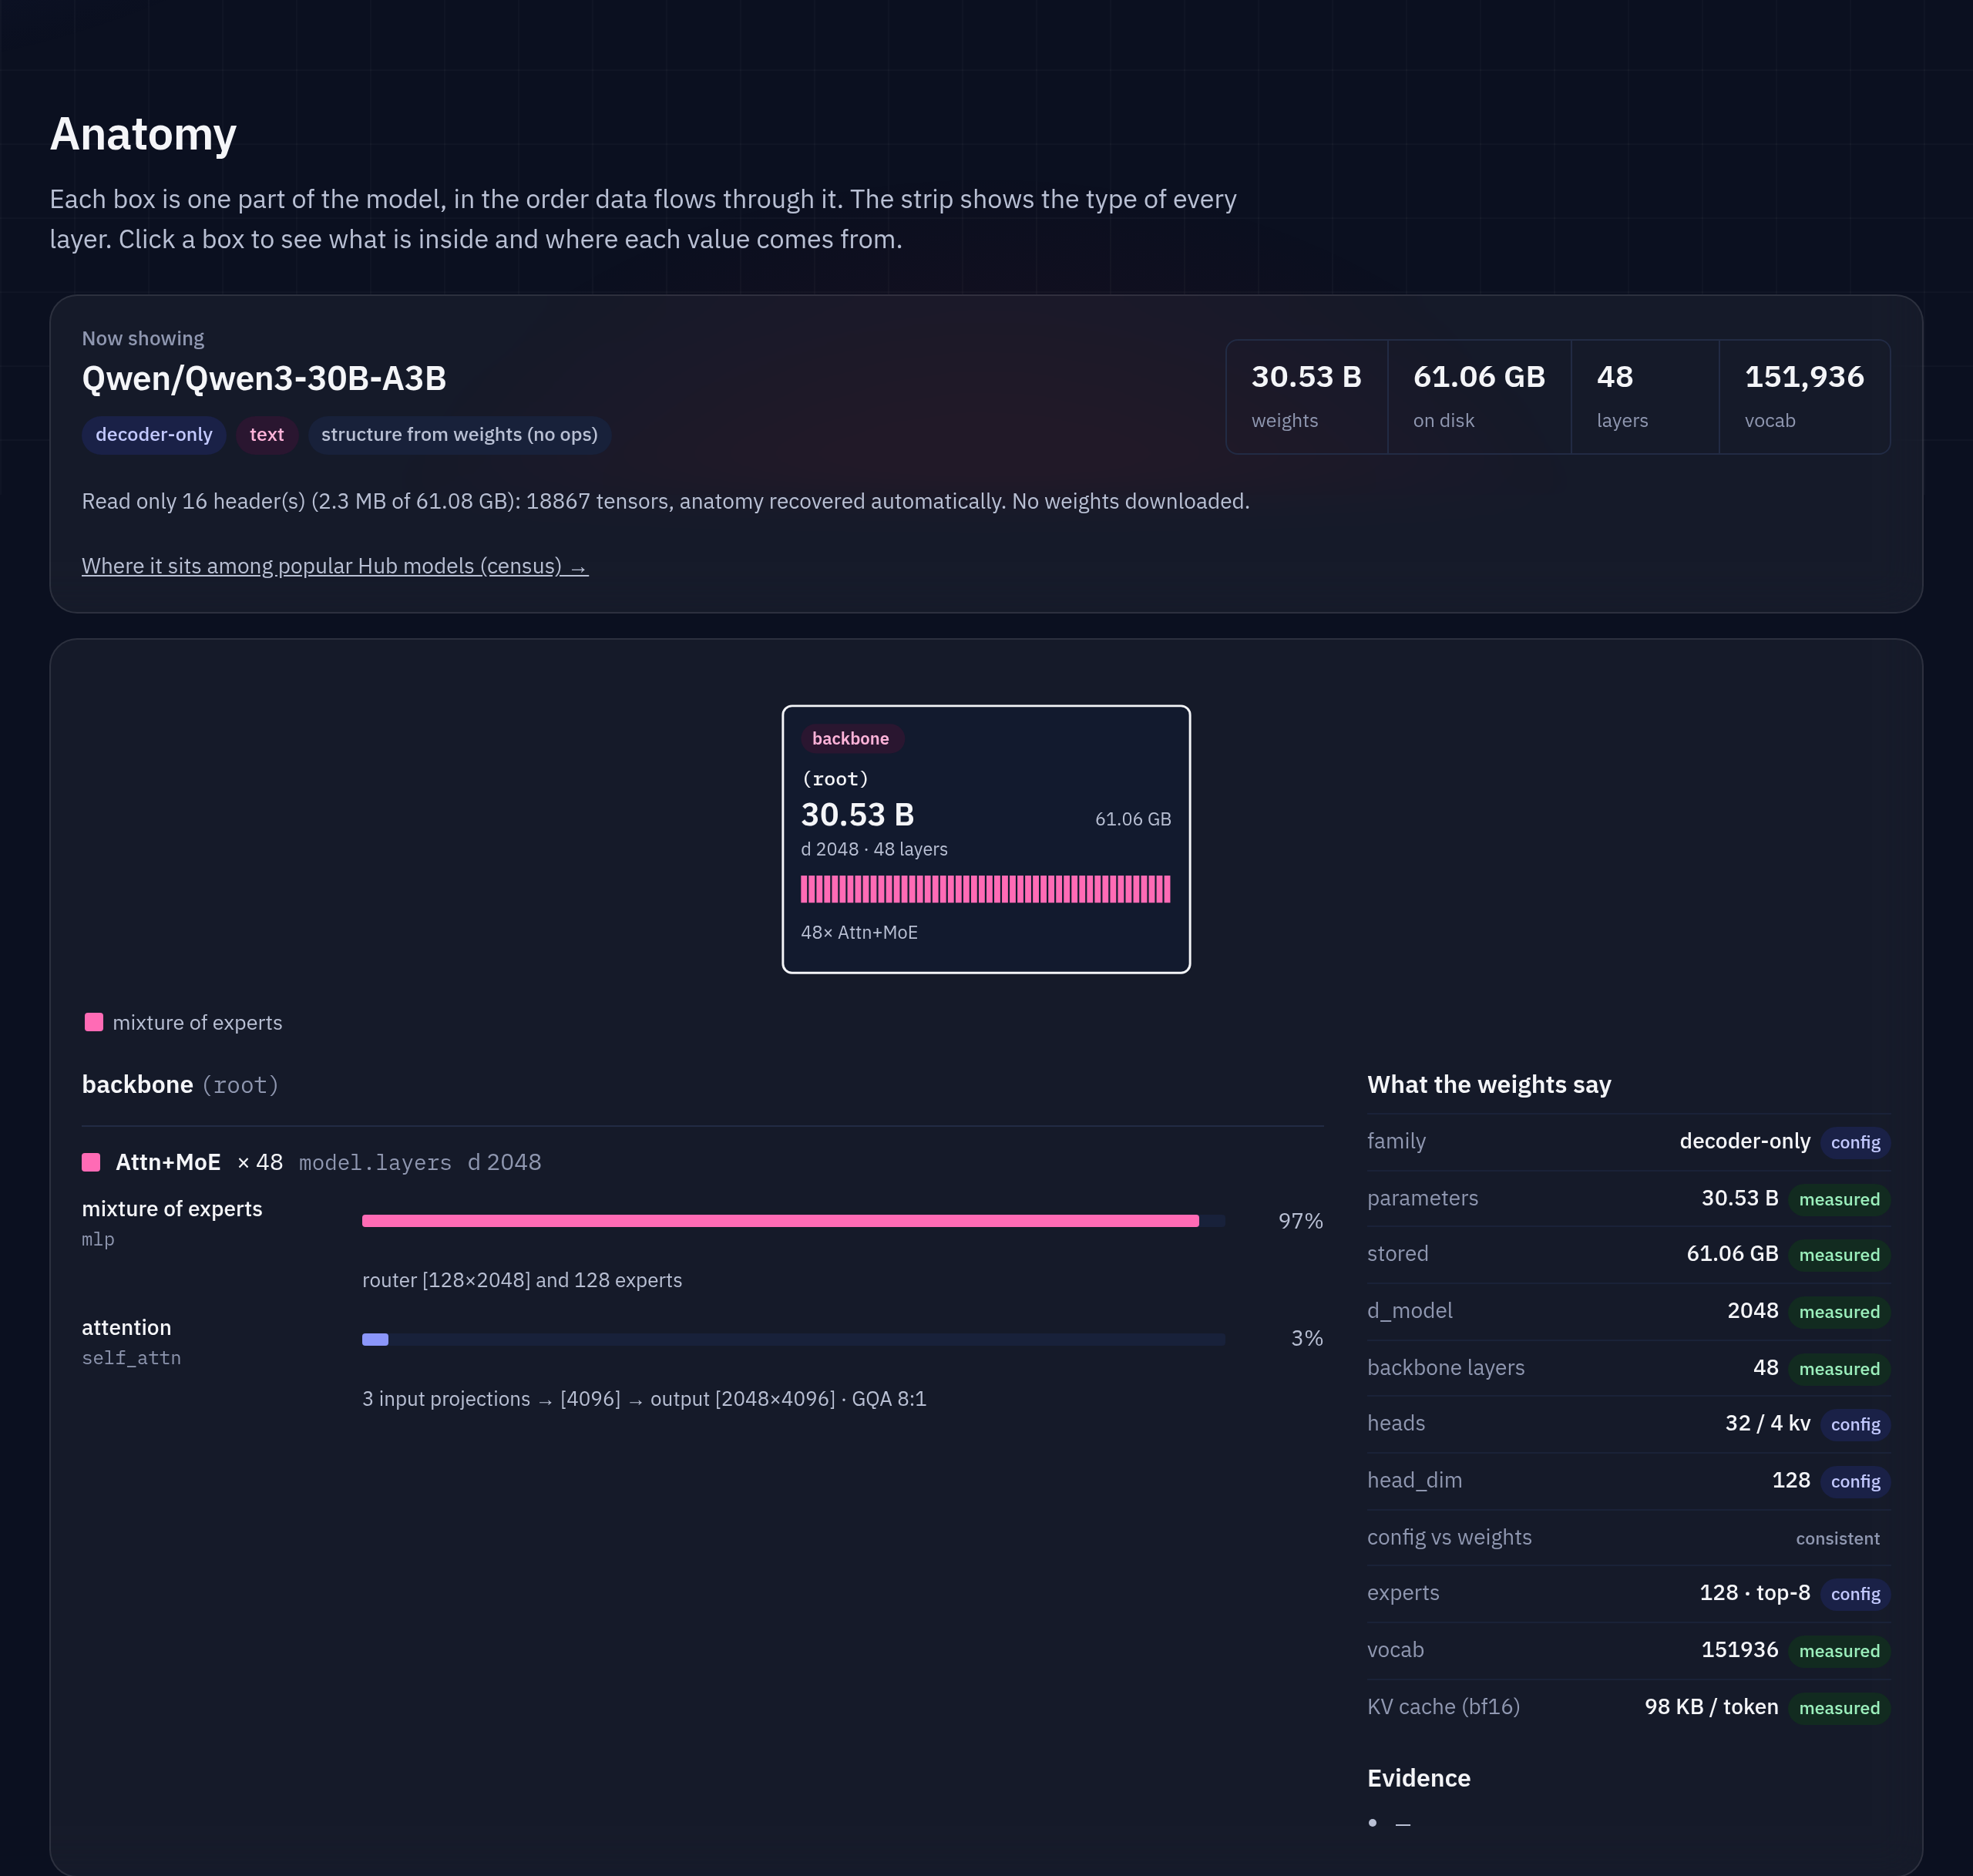 Anatomy
Each box is one part of the model, in the order data flows through it. The strip shows the type of every
layer. Click a box to see what is inside and where each value comes from.
Now showing
Qwen/Qwen3-30B-A3B
decoder-only text structure from weights (no ops)
30.53 B 61.06 GB 48 151,936
weights on disk layers vocab
Read only 16 header(s) (2.3 MB of 61.08 GB): 18867 tensors, anatomy recovered automatically. No weights downloaded.
Where it sits among popular Hub models (census) →
backbone
(root)
30.53 B 61.06 GB
d 2048 · 48 layers
48× Attn+MoE
mixture of experts
backbone (root)
Attn+MoE × 48 model.layers d 2048
mixture of experts
mlp
97%
router [128×2048] and 128 experts
attention
self_attn
3%
3 input projections → [4096] → output [2048×4096] · GQA 8:1
What the weights say
family decoder-only config
parameters 30.53 B measured
stored 61.06 GB measured
d_model 2048 measured
backbone layers 48 measured
heads 32 / 4 kv config
head_dim 128 config
config vs weights consistent
experts 128 · top-8 config
vocab 151936 measured
KV cache (bf16) 98 KB / token measured
Evidence
• —